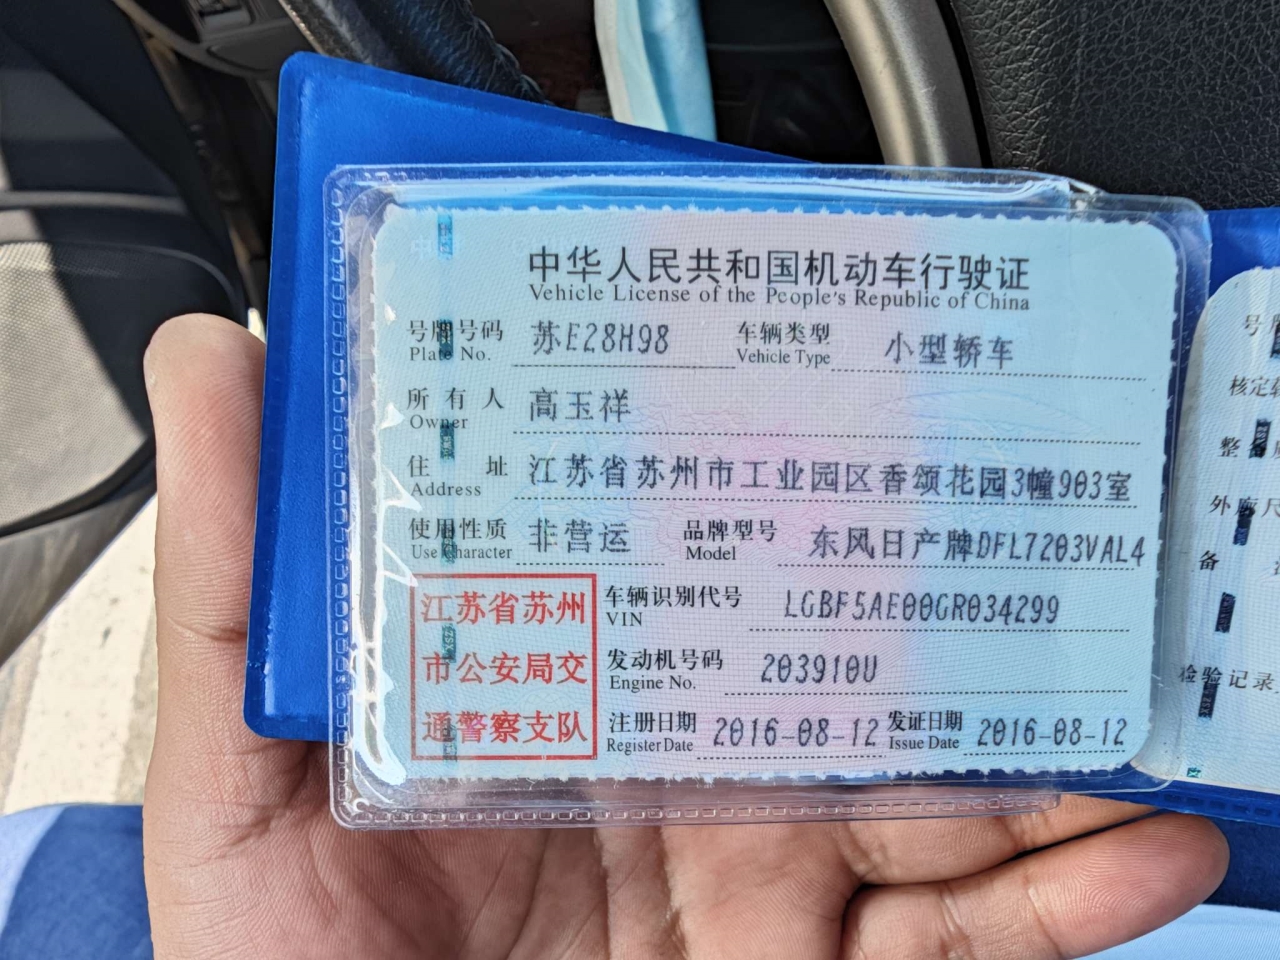 中华人民共和国机动车行驶证
Vehicle License of the People's Republic of China
号牌号码 苏E28H98 车辆类型 小型轿车
Plate No. Vehicle Type
所有人 高玉祥
Owner
住址 江苏省苏州市工业园区香颂花园3幢903室
Address
使用性质 非营运 品牌型号 东风日产牌DFL7203VAL4
Use Character Model
江苏省苏州
市公安局交
通警察支队
车辆识别代号 LGBF5AE00GR034299
VIN
发动机号码 203910U
Engine No.
注册日期 2016-08-12 发证日期 2016-08-12
Register Date Issue Date
号牌
核定载
整备
外廓尺
备
检验记录